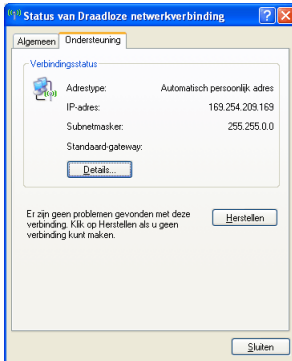 Status van Draadloze netwerkverbinding
Algemeen Ondersteuning
Verbindingsstatus
Adrestype: Automatisch persoonlijk adres
IP-adres: 169.254.209.169
Subnetmasker: 255.255.0.0
Standaard-gateway:
Details...
Er zijn geen problemen gevonden met deze
verbinding. Klik op Herstellen als u geen
verbinding kunt maken.
Herstellen
Sluiten